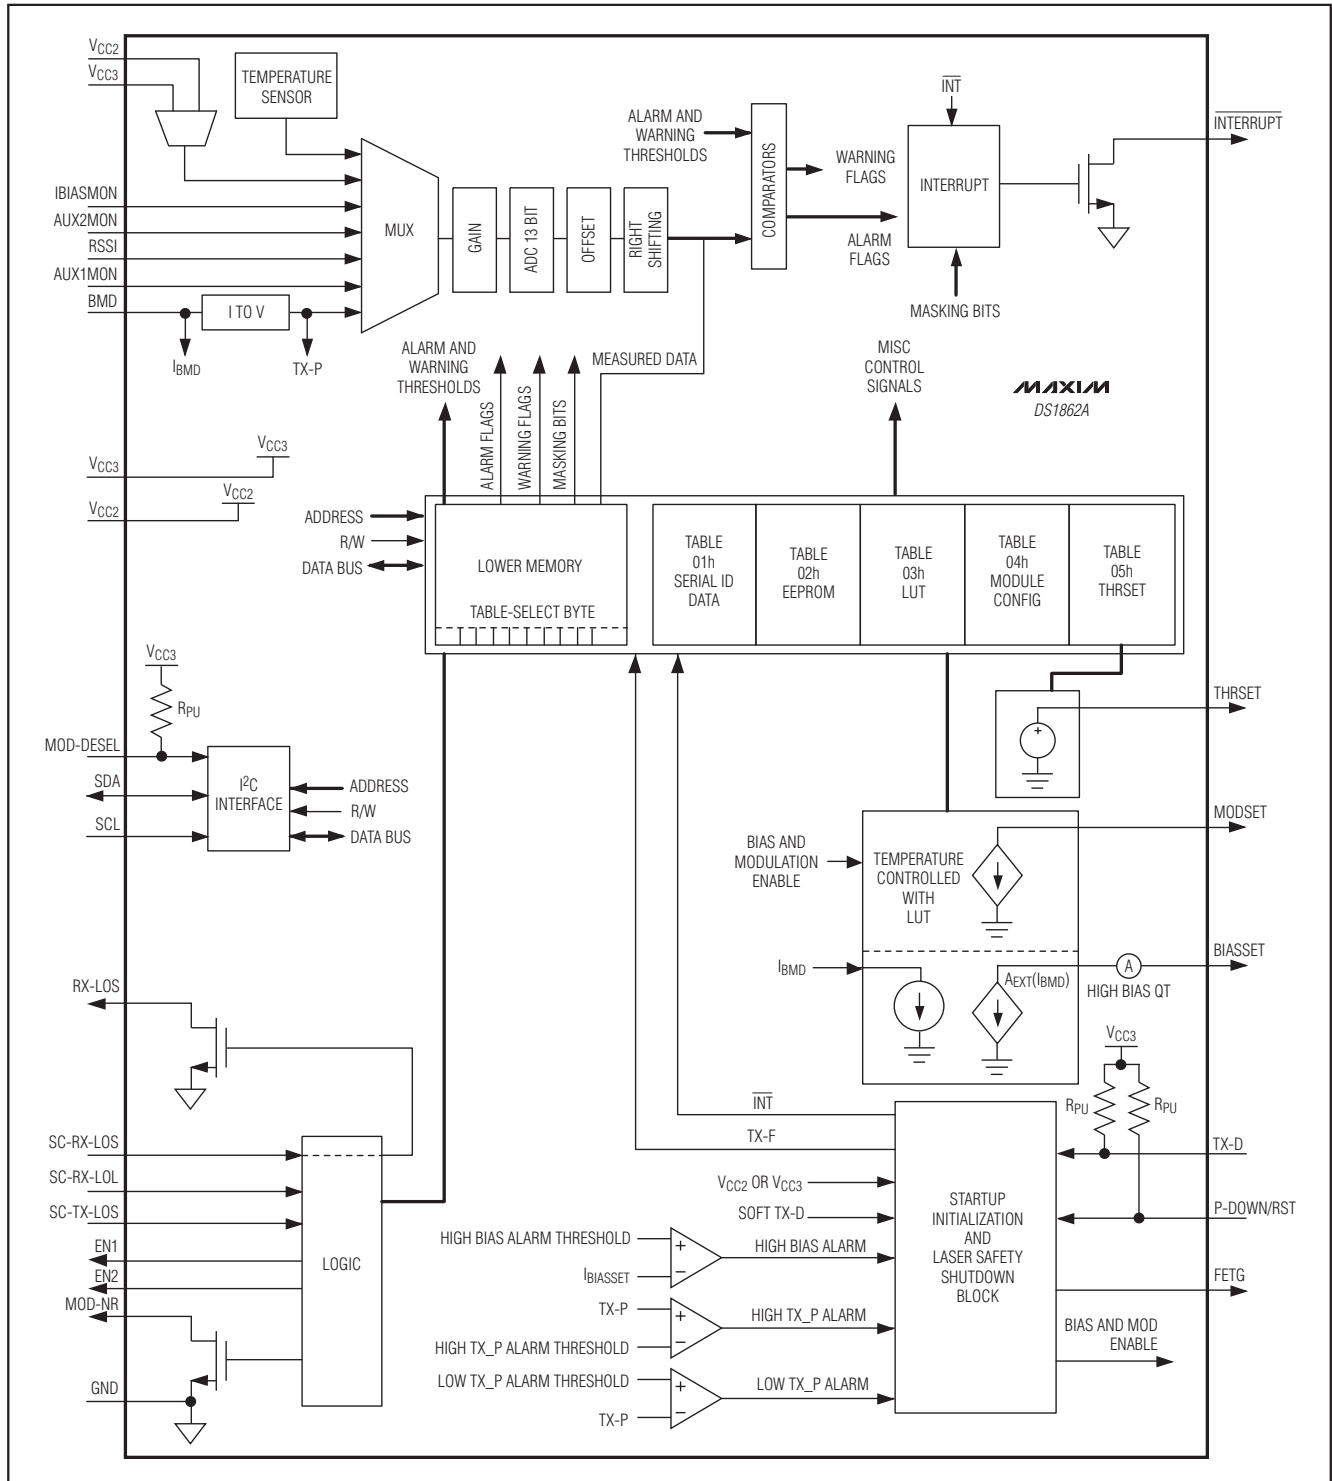 VCC2
VCC3
TEMPERATURE
SENSOR
IBIASMON
AUX2MON
RSSI
AUX1MON
BMD
I TO V
IBMD
TX-P
MUX
GAIN
ADC 13 BIT
OFFSET
RIGHT
SHIFTING
ALARM AND
WARNING
THRESHOLDS
COMPARATORS
WARNING
FLAGS
ALARM
FLAGS
INT
INTERRUPT
MASKING BITS
INTERRUPT
ALARM AND
WARNING
THRESHOLDS
ALARM FLAGS
WARNING FLAGS
MASKING BITS
MEASURED DATA
MISC
CONTROL
SIGNALS
MAXIM
DS1862A
VCC3
VCC3
VCC2
VCC2
ADDRESS
R/W
DATA BUS
LOWER MEMORY
TABLE-SELECT BYTE
TABLE
01h
SERIAL ID
DATA
TABLE
02h
EEPROM
TABLE
03h
LUT
TABLE
04h
MODULE
CONFIG
TABLE
05h
THRSET
VCC3
RPU
MOD-DESEL
SDA
SCL
I2C
INTERFACE
ADDRESS
R/W
DATA BUS
+
THRSET
MODSET
BIAS AND
MODULATION
ENABLE
TEMPERATURE
CONTROLLED
WITH
LUT
IBMD
AEXT(IBMD)
A
HIGH BIAS QT
BIASSET
RX-LOS
VCC3
RPU
RPU
INT
TX-F
TX-D
P-DOWN/RST
SC-RX-LOS
SC-RX-LOL
SC-TX-LOS
EN1
EN2
MOD-NR
GND
LOGIC
VCC2 OR VCC3
SOFT TX-D
HIGH BIAS ALARM THRESHOLD
+
HIGH BIAS ALARM
IBIASSET
−
TX-P
+
HIGH TX_P ALARM
HIGH TX_P ALARM THRESHOLD
−
LOW TX_P ALARM THRESHOLD
+
LOW TX_P ALARM
TX-P
−
STARTUP
INITIALIZATION
AND
LASER SAFETY
SHUTDOWN
BLOCK
FETG
BIAS AND MOD
ENABLE